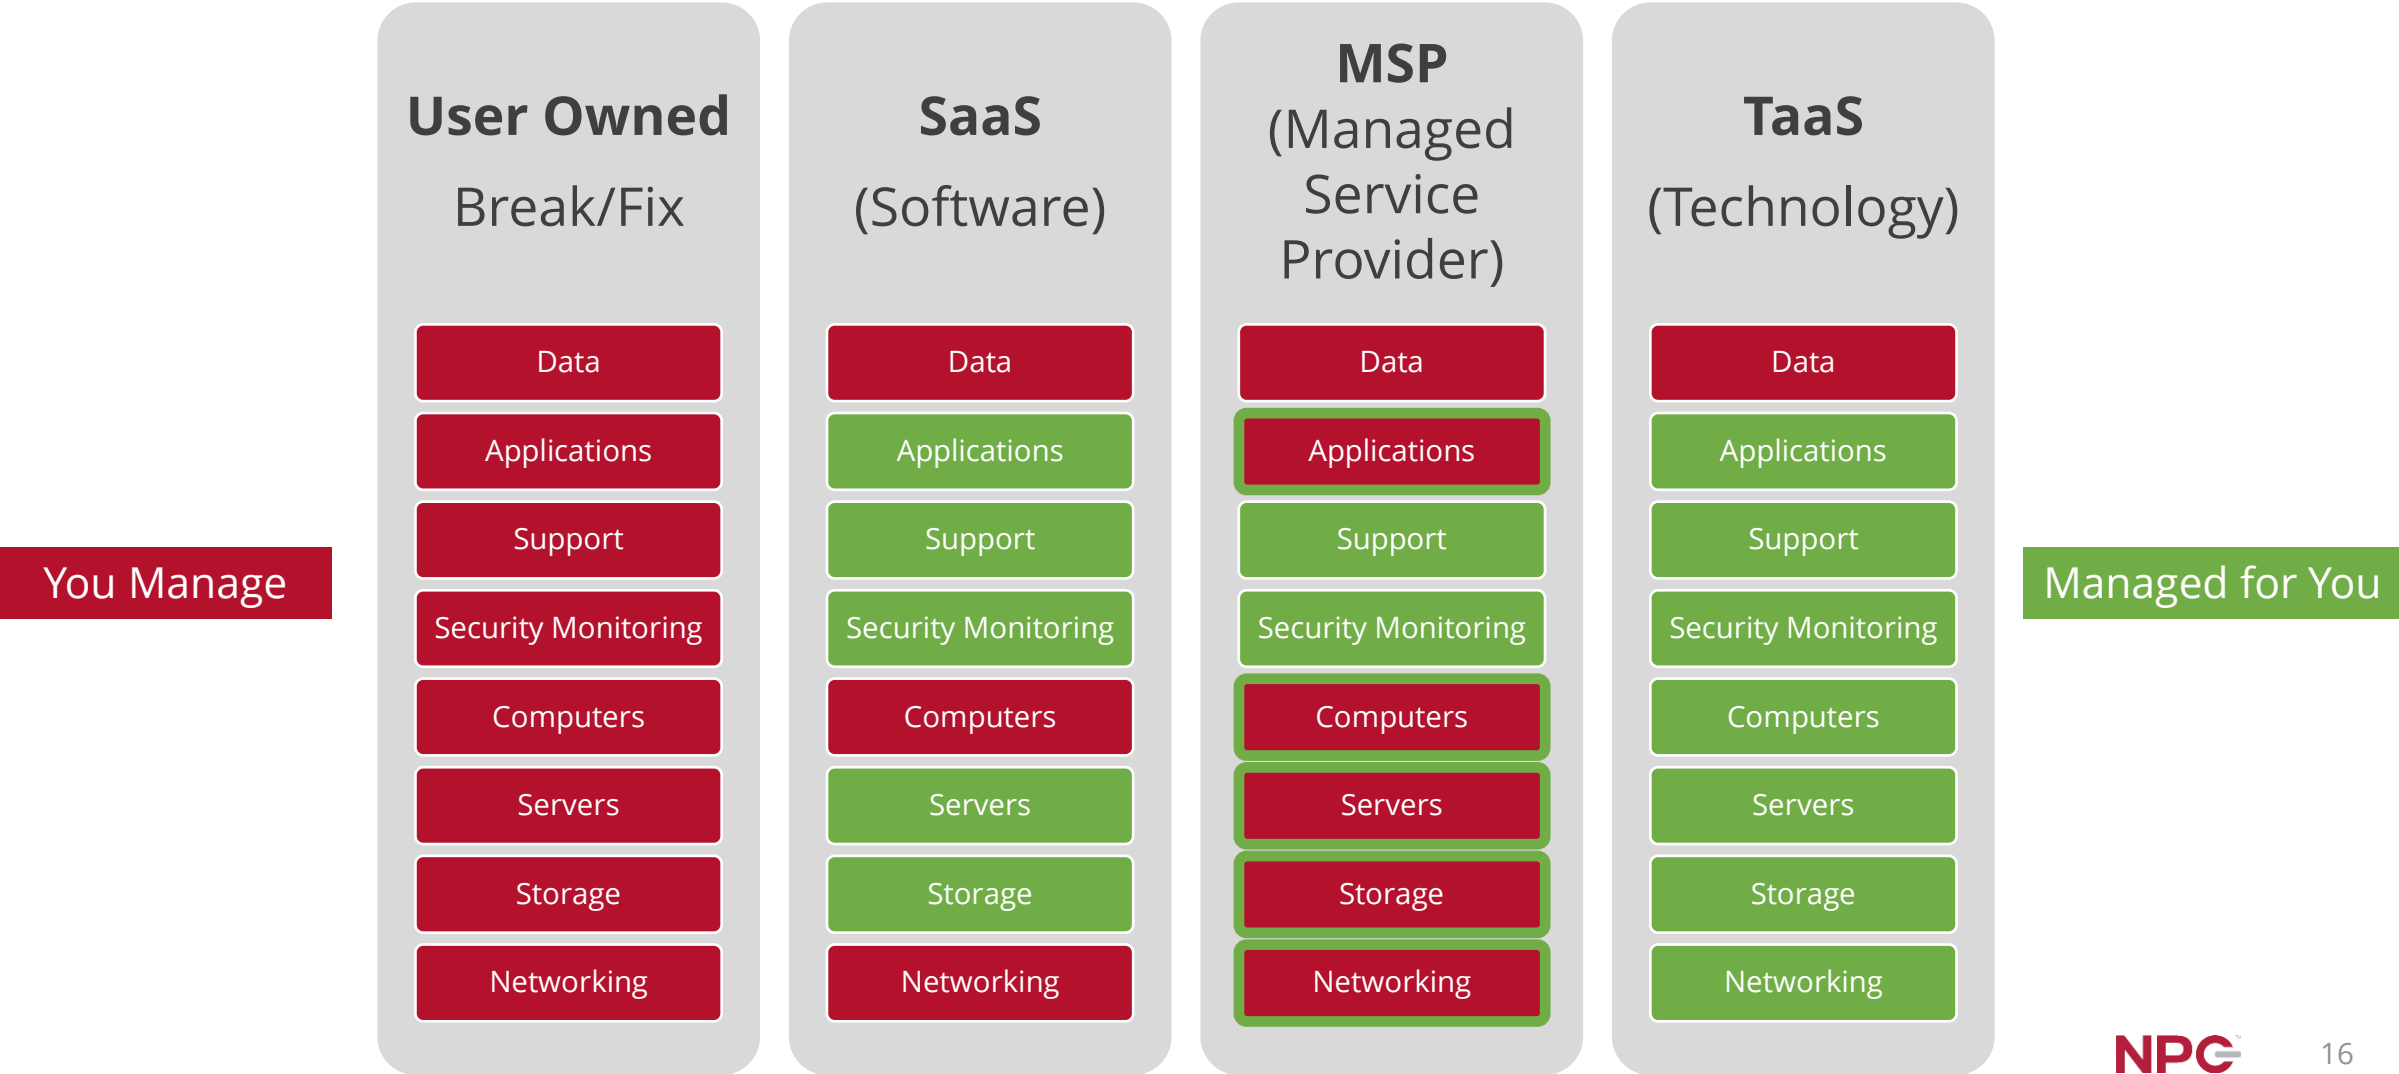 User Owned
Break/Fix
Data
Applications
Support
Security Monitoring
Computers
Servers
Storage
Networking
SaaS
(Software)
Data
Applications
Support
Security Monitoring
Computers
Servers
Storage
Networking
MSP
(Managed
Service
Provider)
Data
Applications
Support
Security Monitoring
Computers
Servers
Storage
Networking
TaaS
(Technology)
Data
Applications
Support
Security Monitoring
Computers
Servers
Storage
Networking
You Manage
Managed for You
NPC
16